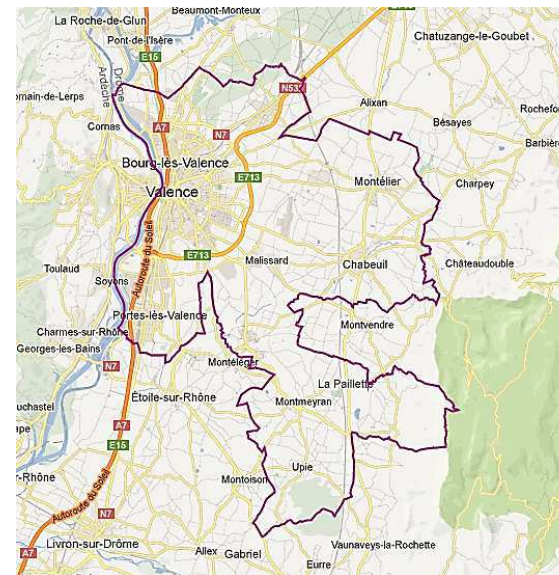 La Roche-de-Glun
Beaumont-Monteux
Pont-de-l'Isère
Chatuzange-le-Goubet
E15
Drôme
Ardèche
N532
omain-de-Lerps
A7
Alixan
Rochefo
Cornas
N7
Bésayes
Barbière
Bourg-lès-Valence
Montélier
Charpey
E713
Valence
Autoroute du Soleil
E713
Malissard
Chabeuil
Châteaudouble
Toulaud
Soyons
Portes-lès-Valence
Montvendre
Charmes-sur-Rhône
Georges-les-Bains
N7
Montéléger
La Paillette
Étoile-sur-Rhône
Montmeyran
auchastel
ape
A7
E15
Upie
Montoison
r-Rhône
Autoroute du Soleil
N7
A7
Livron-sur-Drôme
Allex
Gabriel
Vaunaveys-la-Rochette
Eurre